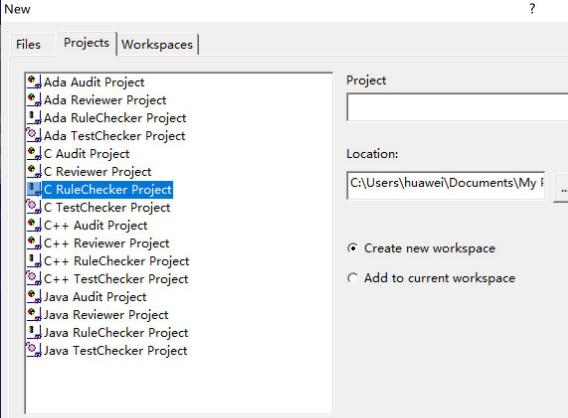 New
?
Files
Projects
Workspaces
Ada Audit Project
Ada Reviewer Project
Ada RuleChecker Project
Ada TestChecker Project
C Audit Project
C Reviewer Project
C RuleChecker Project
C TestChecker Project
C++ Audit Project
C++ Reviewer Project
C++ RuleChecker Project
C++ TestChecker Project
Java Audit Project
Java Reviewer Project
Java RuleChecker Project
Java TestChecker Project
Project
Location:
C:\Users\huawei\Documents\My
...
Create new workspace
Add to current workspace